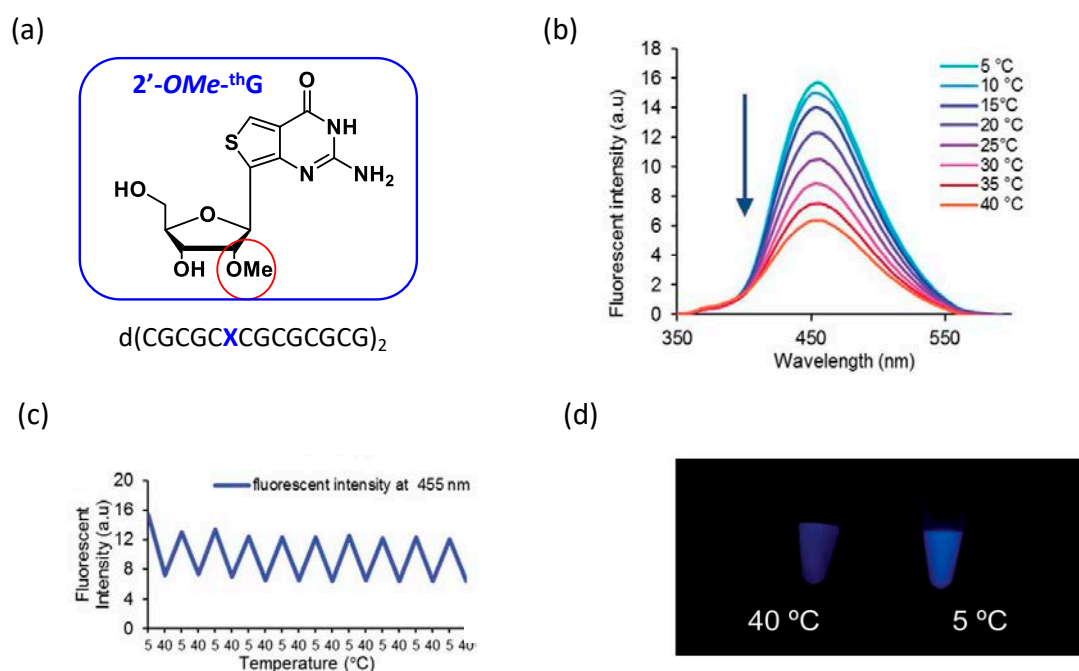 (a)
2'-OMe-thG
O
NH
S
N
NH2
HO
O
OH
OMe
d(CGCGCXCGCGCGCG)2
(b)
Fluorescent intensity (a.u)
18
16
14
12
10
8
6
4
2
0
350
450
550
Wavelength (nm)
5 °C
10 °C
15°C
20 °C
25°C
30 °C
35 °C
40 °C
(c)
Fluorescent
Intensity (a.u)
20
16
12
8
4
0
fluorescent intensity at 455 nm
5 40 5 40 5 40 5 40 5 40 5 40 5 40 5 40 5 40 5 40
Temperature (°C)
(d)
40 ºC
5 ºC